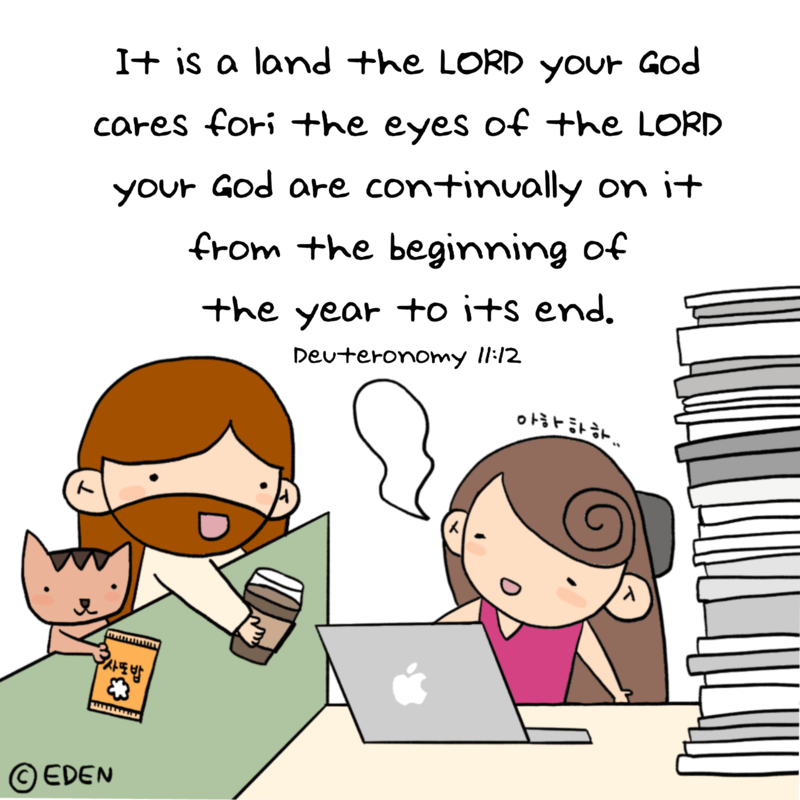 It is a land the LORD your God
cares fori the eyes of the LORD
your God are continually on it
from the beginning of
the year to its end.
Deuteronomy 11:12
아하하하..
사또밥
© EDEN